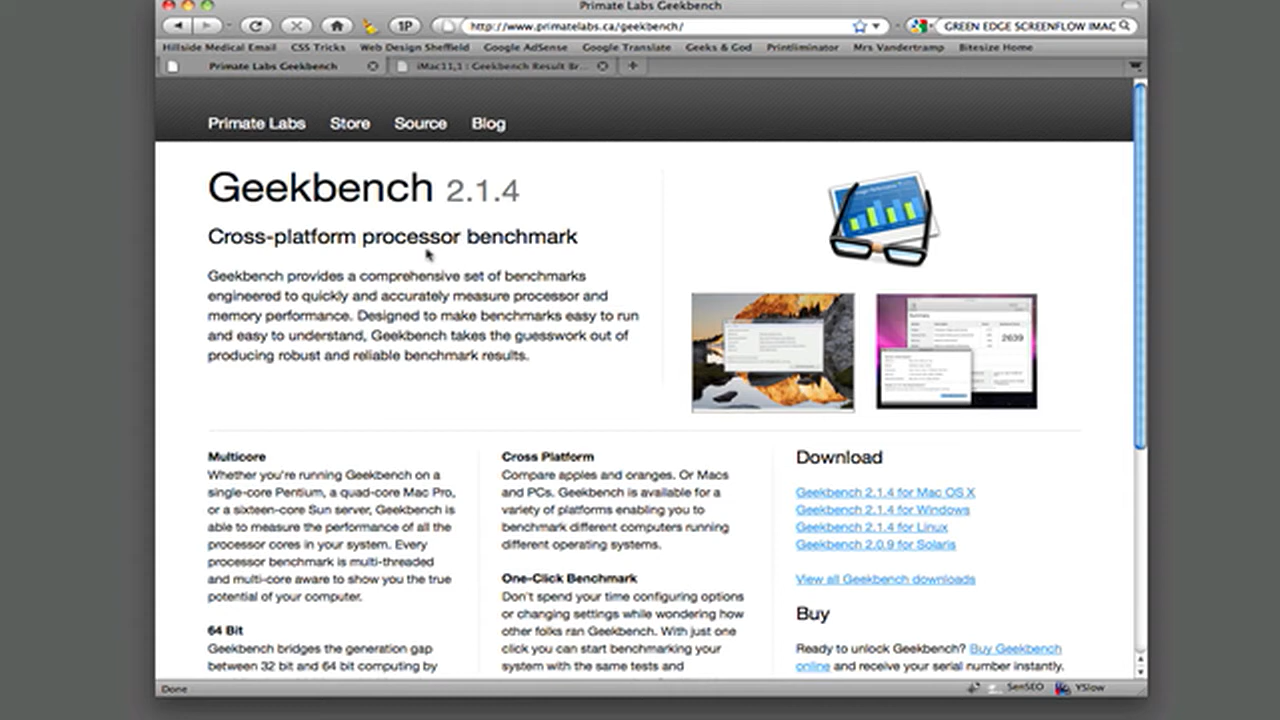 Primate Labs Geekbench
1P
http://www.primatelabs.ca/geekbench/
GREEN EDGE SCREENFLOW IMAC
Hillside Medical Email CSS Tricks Web Design Sheffield Google AdSense Google Translate Geeks & God Printliminator Mrs Vandertramp Bitesize Home
Primate Labs Geekbench
iMac11,1 : Geekbench Result Br...
Primate Labs Store Source Blog
Geekbench 2.1.4
Cross-platform processor benchmark
Geekbench provides a comprehensive set of benchmarks
engineered to quickly and accurately measure processor and
memory performance. Designed to make benchmarks easy to run
and easy to understand, Geekbench takes the guesswork out of
producing robust and reliable benchmark results.
2639
Multicore
Whether you're running Geekbench on a
single-core Pentium, a quad-core Mac Pro,
or a sixteen-core Sun server, Geekbench is
able to measure the performance of all the
processor cores in your system. Every
processor benchmark is multi-threaded
and multi-core aware to show you the true
potential of your computer.
64 Bit
Geekbench bridges the generation gap
between 32 bit and 64 bit computing by
Cross Platform
Compare apples and oranges. Or Macs
and PCs. Geekbench is available for a
variety of platforms enabling you to
benchmark different computers running
different operating systems.
One-Click Benchmark
Don't spend your time configuring options
or changing settings while wondering how
other folks ran Geekbench. With just one
click you can start benchmarking your
system with the same tests and
Download
Geekbench 2.1.4 for Mac OS X
Geekbench 2.1.4 for Windows
Geekbench 2.1.4 for Linux
Geekbench 2.0.9 for Solaris
View all Geekbench downloads
Buy
Ready to unlock Geekbench? Buy Geekbench
online and receive your serial number instantly.
Done
SenSEO
YSlow